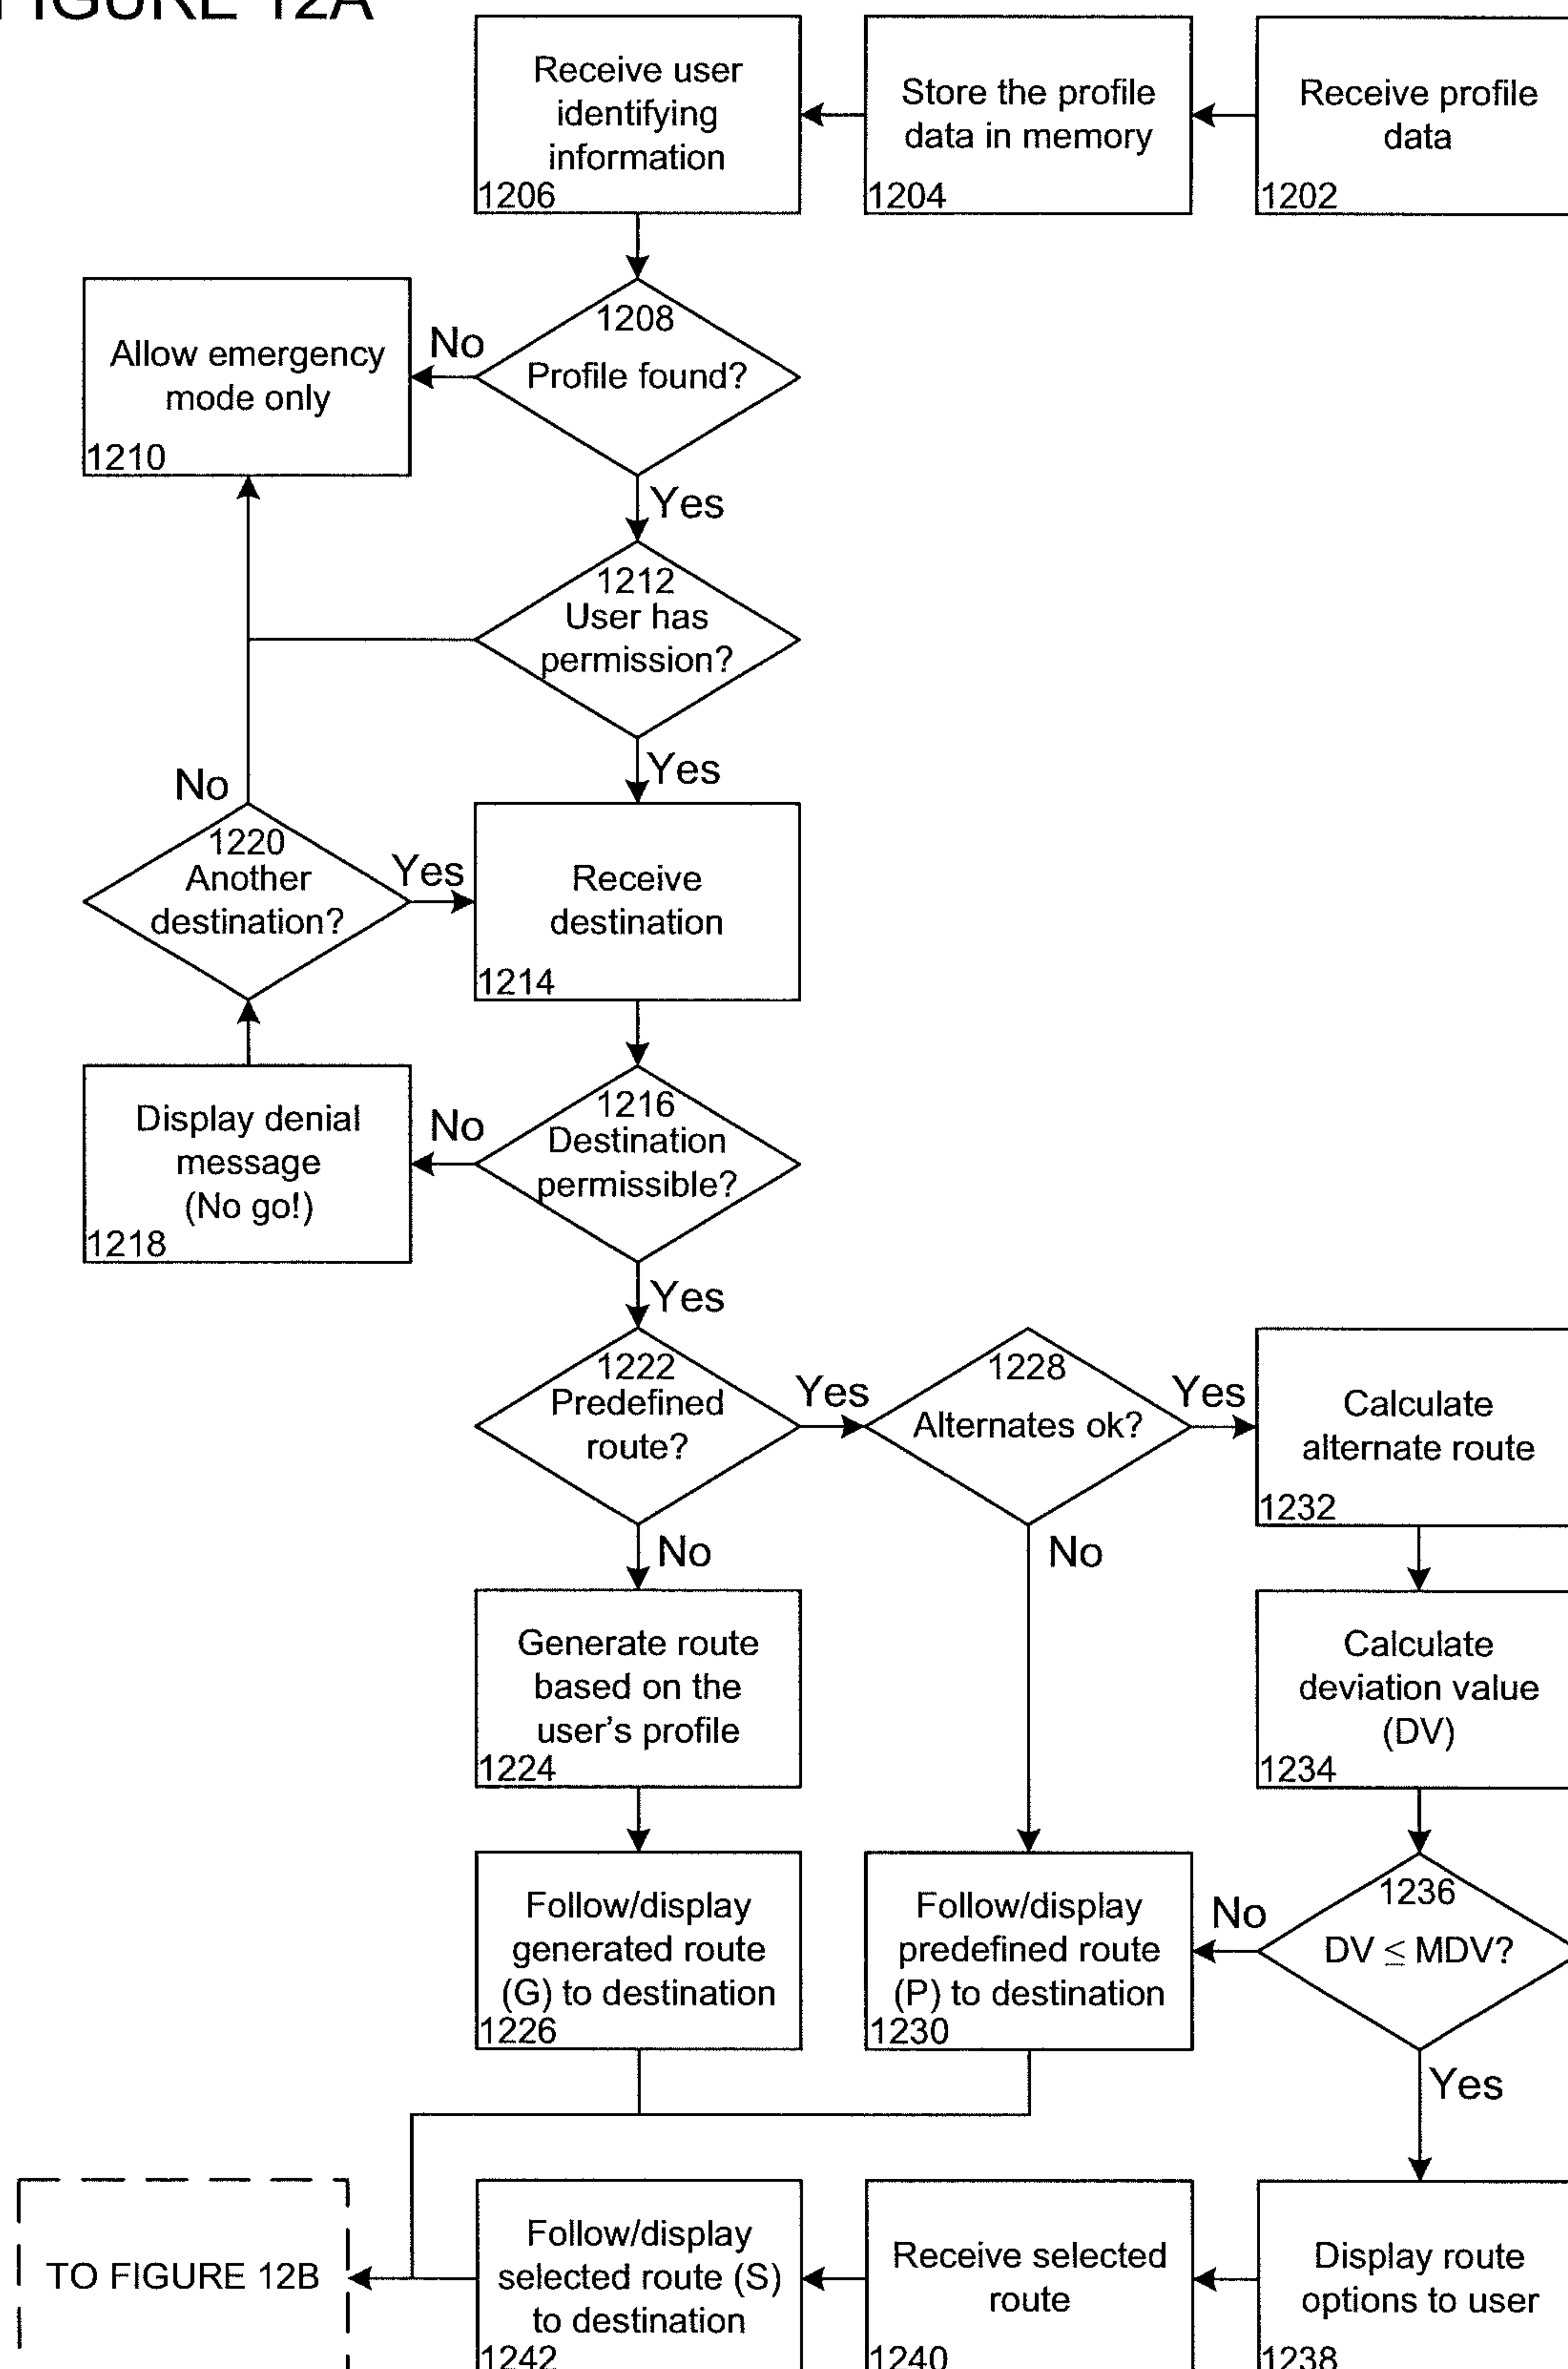 FIGURE 12A
Receive user
identifying
information
1206
Store the profile
data in memory
1204
Receive profile
data
1202
Allow emergency
mode only
1210
No
1208
Profile found?
Yes
1212
User has
permission?
Yes
No
1220
Another
destination?
Yes
Receive
destination
1214
Display denial
message
(No go!)
1218
No
1216
Destination
permissible?
Yes
1222
Predefined
route?
Yes
1228
Alternates ok?
Yes
Calculate
alternate route
1232
No
No
Generate route
based on the
user's profile
1224
Calculate
deviation value
(DV)
1234
Follow/display
generated route
(G) to destination
1226
Follow/display
predefined route
(P) to destination
1230
No
1236
DV ≤ MDV?
Yes
TO FIGURE 12B
Follow/display
selected route (S)
to destination
1242
Receive selected
route
1240
Display route
options to user
1238